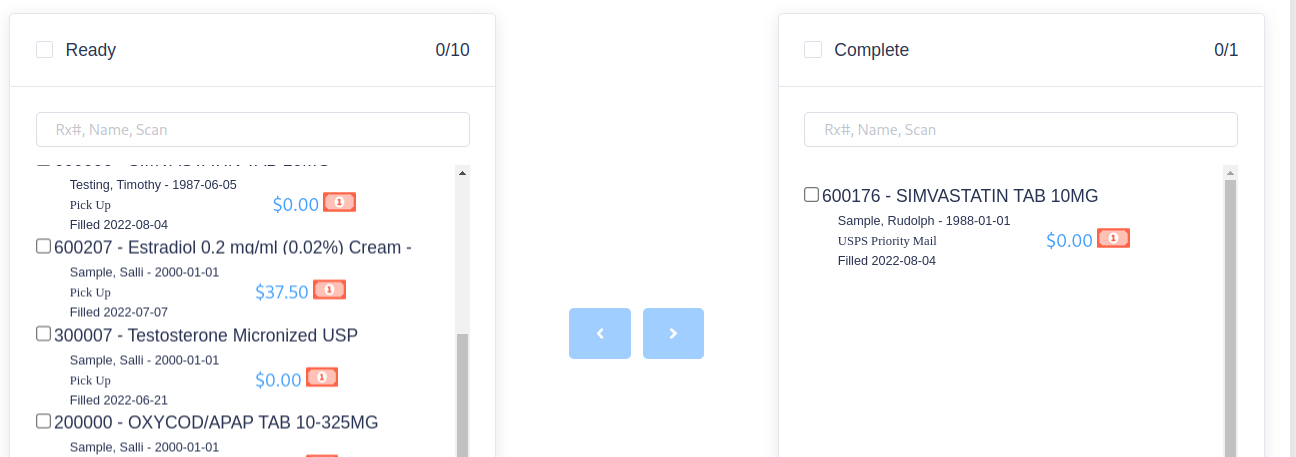 Ready 0/10
Rx#, Name, Scan
Testing, Timothy - 1987-06-05
Pick Up
$0.00 1
Filled 2022-08-04
600207 - Estradiol 0.2 mg/ml (0.02%) Cream -
Sample, Salli - 2000-01-01
Pick Up
$37.50 1
Filled 2022-07-07
300007 - Testosterone Micronized USP
Sample, Salli - 2000-01-01
Pick Up
$0.00 1
Filled 2022-06-21
200000 - OXYCOD/APAP TAB 10-325MG
Sample, Salli - 2000-01-01
Complete 0/1
Rx#, Name, Scan
600176 - SIMVASTATIN TAB 10MG
Sample, Rudolph - 1988-01-01
USPS Priority Mail
$0.00 1
Filled 2022-08-04